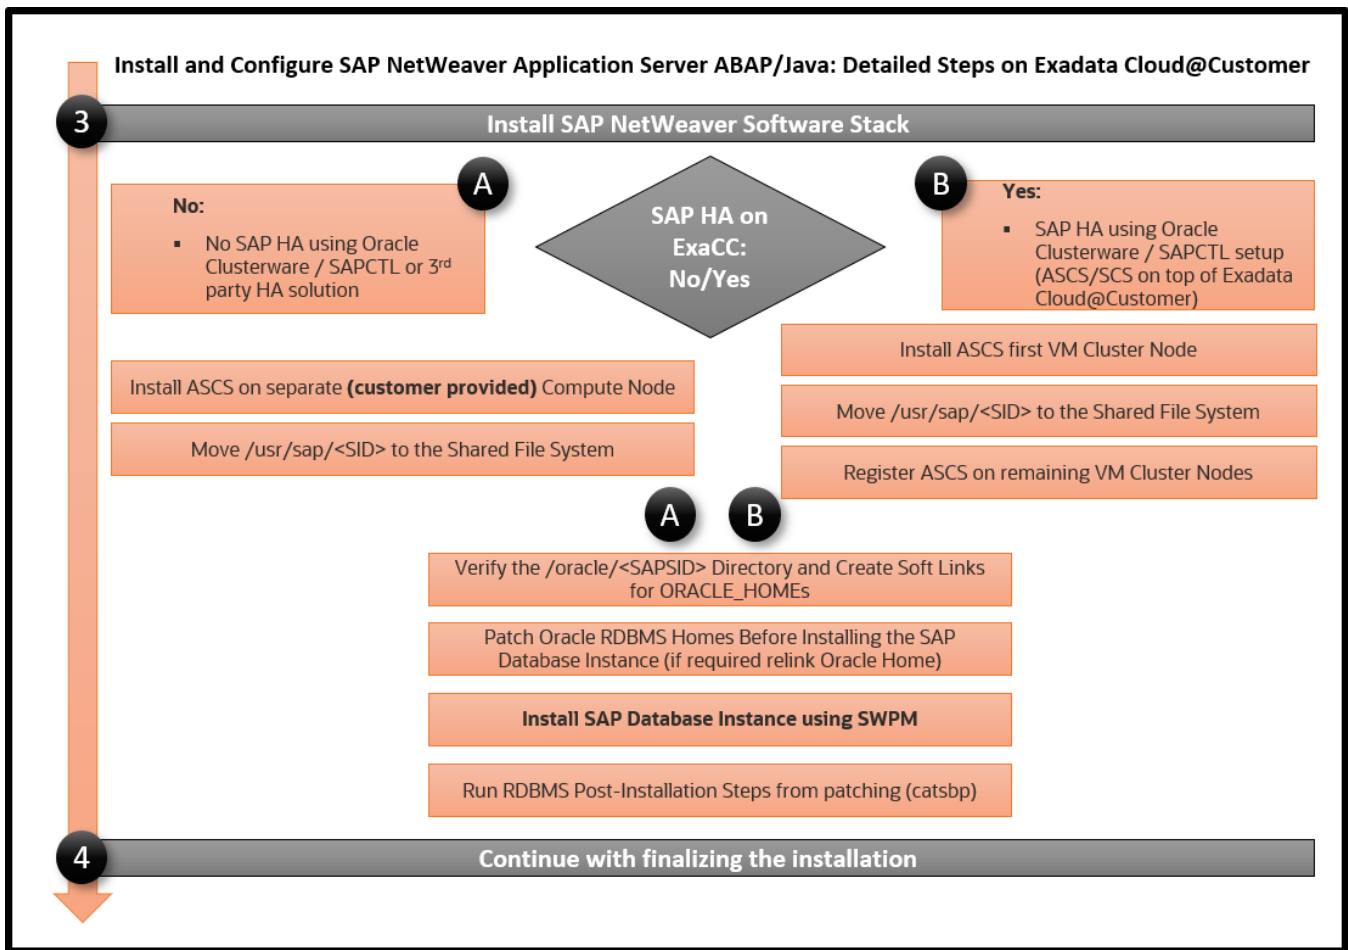 Install and Configure SAP NetWeaver Application Server ABAP/Java: Detailed Steps on Exadata Cloud@Customer
3
Install SAP NetWeaver Software Stack
A
No:
▪ No SAP HA using Oracle
Clusterware / SAPCTL or 3rd
party HA solution
SAP HA on
ExaCC:
No/Yes
B
Yes:
▪ SAP HA using Oracle
Clusterware / SAPCTL setup
(ASCS/SCS on top of Exadata
Cloud@Customer)
Install ASCS on separate (customer provided) Compute Node
Move /usr/sap/<SID> to the Shared File System
Install ASCS first VM Cluster Node
Move /usr/sap/<SID> to the Shared File System
Register ASCS on remaining VM Cluster Nodes
A
B
Verify the /oracle/<SAPSID> Directory and Create Soft Links
for ORACLE_HOMEs
Patch Oracle RDBMS Homes Before Installing the SAP
Database Instance (if required relink Oracle Home)
Install SAP Database Instance using SWPM
Run RDBMS Post-Installation Steps from patching (catsbp)
4
Continue with finalizing the installation